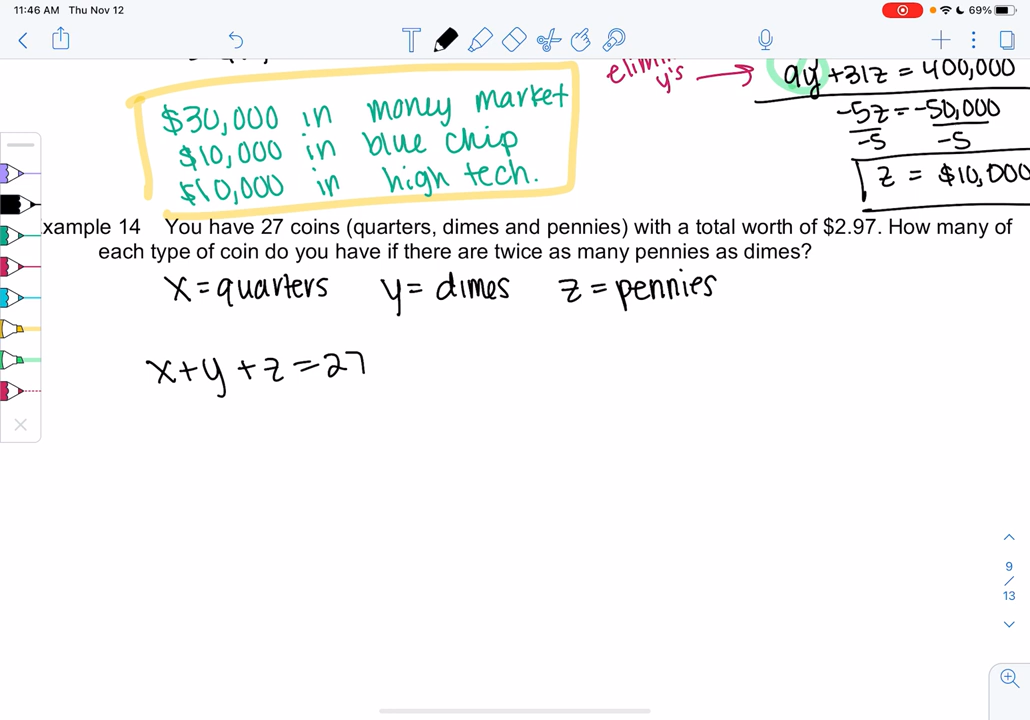 11:46 AM Thu Nov 12
69%
$30,000 in money market
$10,000 in blue chip
$10,000 in high tech.
y's
9y + 31z = 400,000
-5z = -50,000
-5 -5
z = $10,000
xample 14 You have 27 coins (quarters, dimes and pennies) with a total worth of $2.97. How many of
each type of coin do you have if there are twice as many pennies as dimes?
x = quarters y = dimes z = pennies
x + y + z = 27
9
/
13